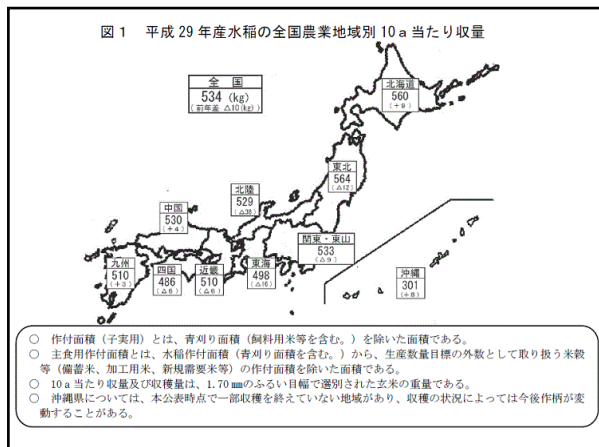 図1 平成29年産水稲の全国農業地域別10a当たり収量
全国
534 (kg)
(前年差 △10(kg))
北海道
560
(+9)
東北
564
(△12)
北陸
529
中国
530
(+4)
関東・東山
533
(△9)
九州
510
(+3)
四国
486
(△6)
近畿
510
(△6)
東海
498
(△16)
沖縄
301
(+8)
○ 作付面積(子実用)とは、青刈り面積(飼料用米等を含む。)を除いた面積である。
○ 主食用作付面積とは、水稲作付面積(青刈り面積を含む。)から、生産数量目標の外数として取り扱う米穀
等(備蓄米、加工用米、新規需要米等)の作付面積を除いた面積である。
○ 10a当たり収量及び収穫量は、1.70㎜のふるい目幅で選別された玄米の重量である。
○ 沖縄県については、本公表時点で一部収穫を終えていない地域があり、収穫の状況によっては今後作柄が変
動することがある。